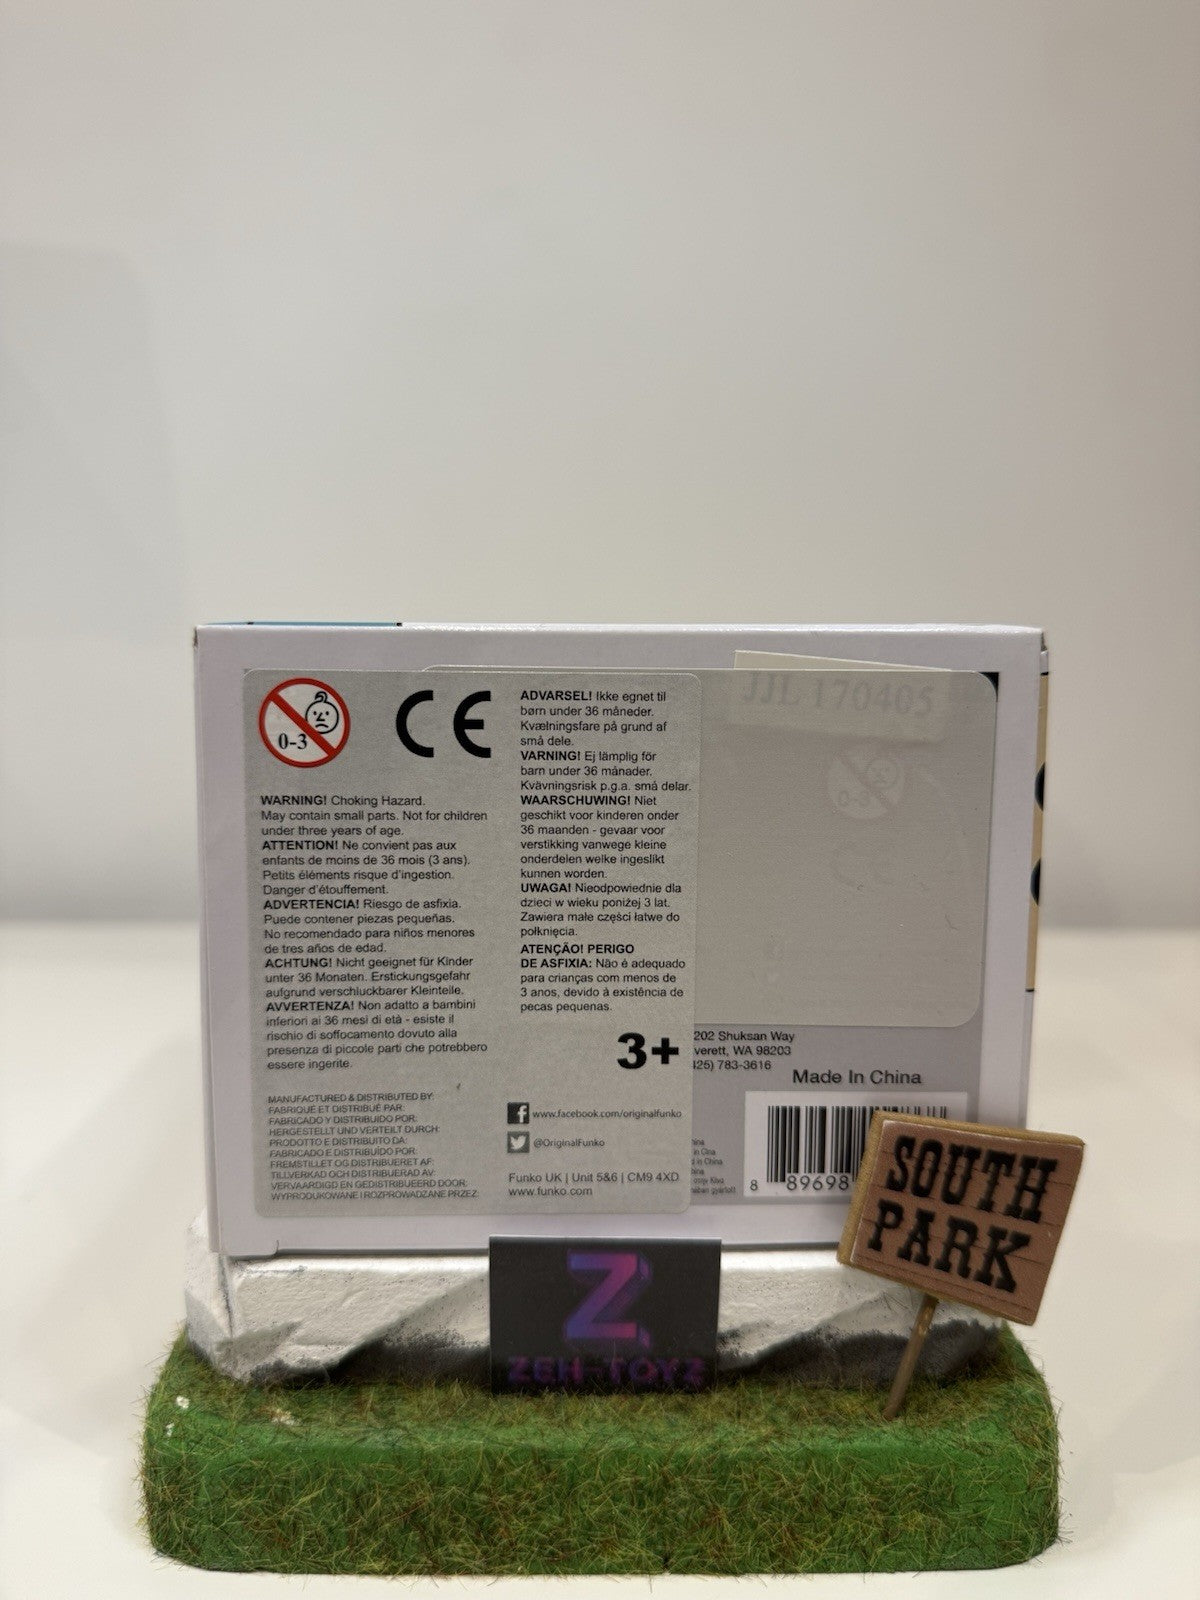 0-3
CE
WARNING! Choking Hazard.
May contain small parts. Not for children
under three years of age.
ATTENTION! Ne convient pas aux
enfants de moins de 36 mois (3 ans).
Petits éléments risque d'ingestion.
Danger d'étouffement.
ADVERTENCIA! Riesgo de asfixia.
Puede contener piezas pequeñas.
No recomendado para niños menores
de tres años de edad.
ACHTUNG! Nicht geeignet für Kinder
unter 36 Monaten. Erstickungsgefahr
aufgrund verschluckbarer Kleinteile.
AVVERTENZA! Non adatto a bambini
inferiori ai 36 mesi di età - esiste il
rischio di soffocamento dovuto alla
presenza di piccole parti che potrebbero
essere ingerite.
MANUFACTURED & DISTRIBUTED BY:
FABRIQUÉ ET DISTRIBUÉ PAR:
FABRICADO Y DISTRIBUIDO POR:
HERGESTELLT UND VERTEILT DURCH:
PRODOTTO E DISTRIBUITO DA:
FABRICADO E DISTRIBUIDO POR:
FREMSTILLET OG DISTRIBUERET AF:
TILLVERKAD OCH DISTRIBUERAD AV:
VERVAARDIGD EN GEDISTRIBUEERD DOOR:
WYPRODUKOWANE I ROZPROWADZANE PRZEZ:
ADVARSEL! Ikke egnet til
børn under 36 måneder.
Kvælningsfare på grund af
små dele.
VARNING! Ej lämplig för
barn under 36 månader.
Kvävningsrisk p.g.a. små delar.
WAARSCHUWING! Niet
geschikt voor kinderen onder
36 maanden - gevaar voor
verstikking vanwege kleine
onderdelen welke ingeslikt
kunnen worden.
UWAGA! Nieodpowiednie dla
dzieci w wieku poniżej 3 lat.
Zawiera małe części łatwe do
połknięcia.
ATENÇÃO! PERIGO
DE ASFIXIA: Não é adequado
para crianças com menos de
3 anos, devido à existência de
pecas pequenas.
3+
www.facebook.com/originalfunko
@OriginalFunko
Funko UK | Unit 5&6 | CM9 4XD
www.funko.com
JJL 170405
0-3
202 Shuksan Way
verett, WA 98203
25) 783-3616
Made In China
8 89698
SOUTH
PARK
Z
ZEH-TOYZ